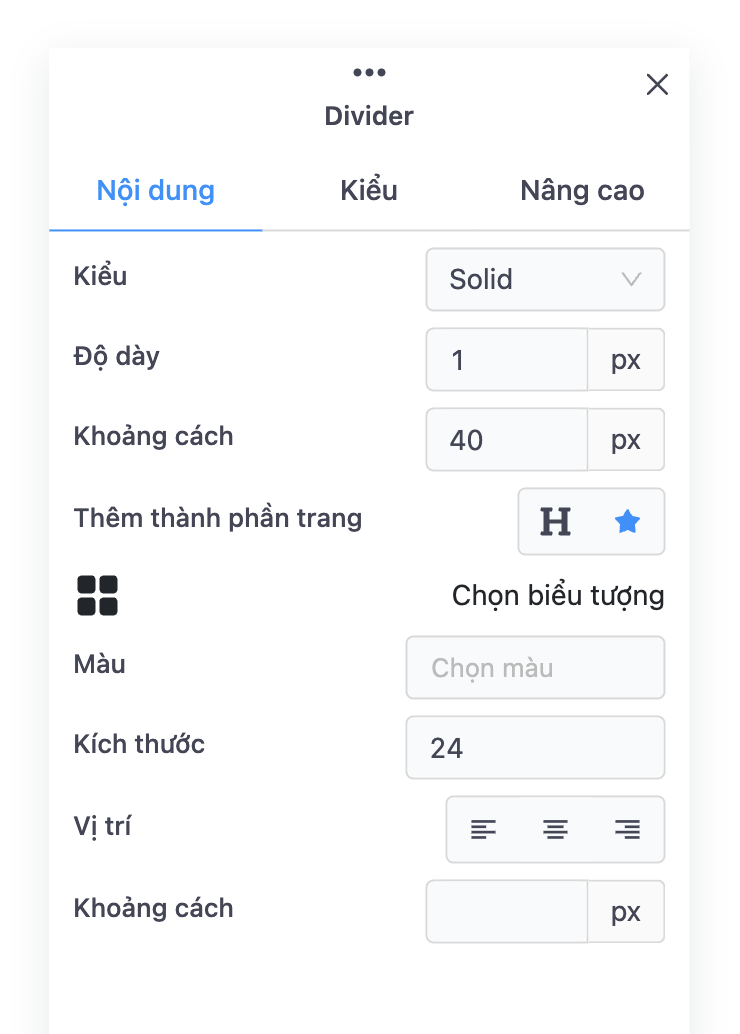 Divider
Nội dung Kiểu Nâng cao
Kiểu Solid
Độ dày 1 px
Khoảng cách 40 px
Thêm thành phần trang H
Chọn biểu tượng
Màu Chọn màu
Kích thước 24
Vị trí
Khoảng cách px